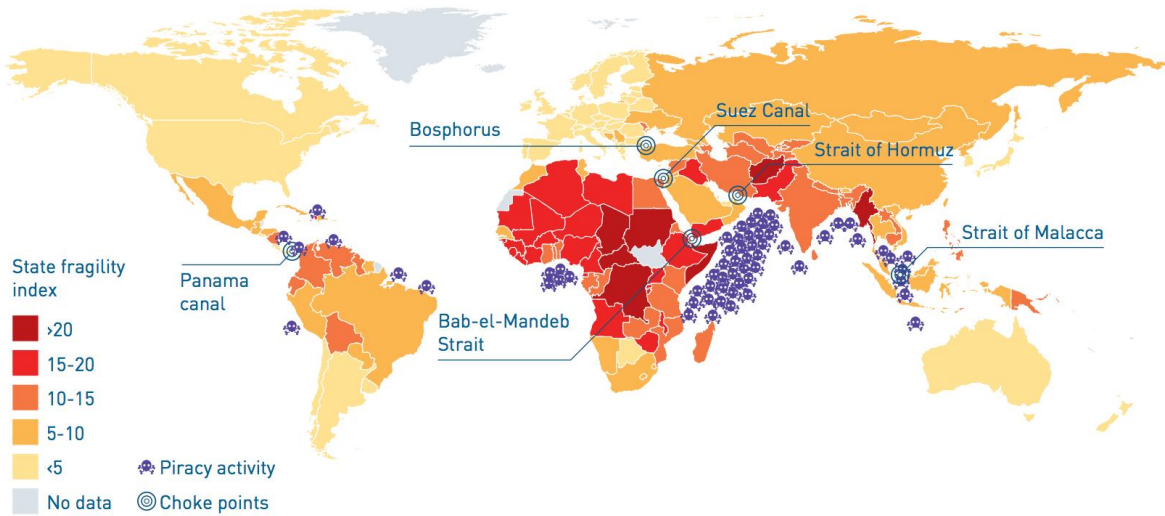 Suez Canal
Bosphorus
Strait of Hormuz
Strait of Malacca
State fragility
index
Panama
canal
Bab-el-Mandeb
Strait
>20
15-20
10-15
5-10
<5
No data
Piracy activity
Choke points